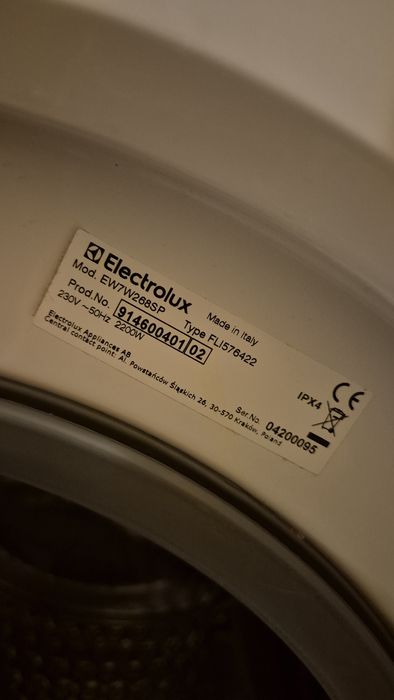 Electrolux
Mod. EW7W268SP Made in Italy
Prod.No. 914600401 02 Type FLI576422
230V ~50Hz 2200W
Electrolux Appliances AB IPX4 CE
Central contact point: Al. Powstańców Śląskich 26, 30-570 Kraków, Poland
Ser.No. 04200095